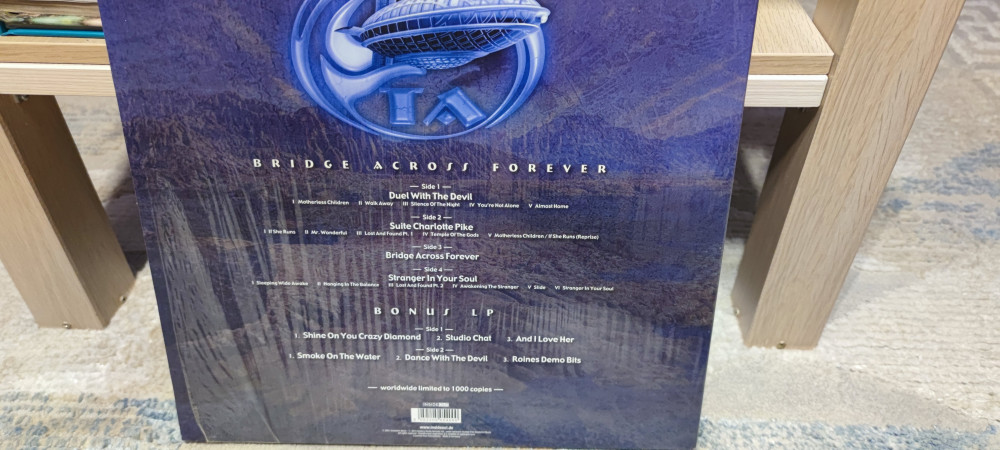 TA
BRIDGE ACROSS FOREVER
— Side 1 —
Duel With The Devil
I Motherless Children II Walk Away III Silence Of The Night IV You're Not Alone V Almost Home
— Side 2 —
Suite Charlotte Pike
I If She Runs II Mr. Wonderful III Lost And Found Pt. 1 IV Temple Of The Gods V Motherless Children / If She Runs (Reprize)
— Side 3 —
Bridge Across Forever
— Side 4 —
Stranger In Your Soul
I Sleeping Wide Awake II Hanging In The Balance III Lost And Found Pt. 2 IV Awakening The Stranger V Slide VI Stranger In Your Soul
BONUS LP
— Side 1 —
1. Shine On You Crazy Diamond 2. Studio Chat 3. And I Love Her
— Side 2 —
1. Smoke On The Water 2. Dance With The Devil 3. Roines Demo Bits
— worldwide limited to 1000 copies —